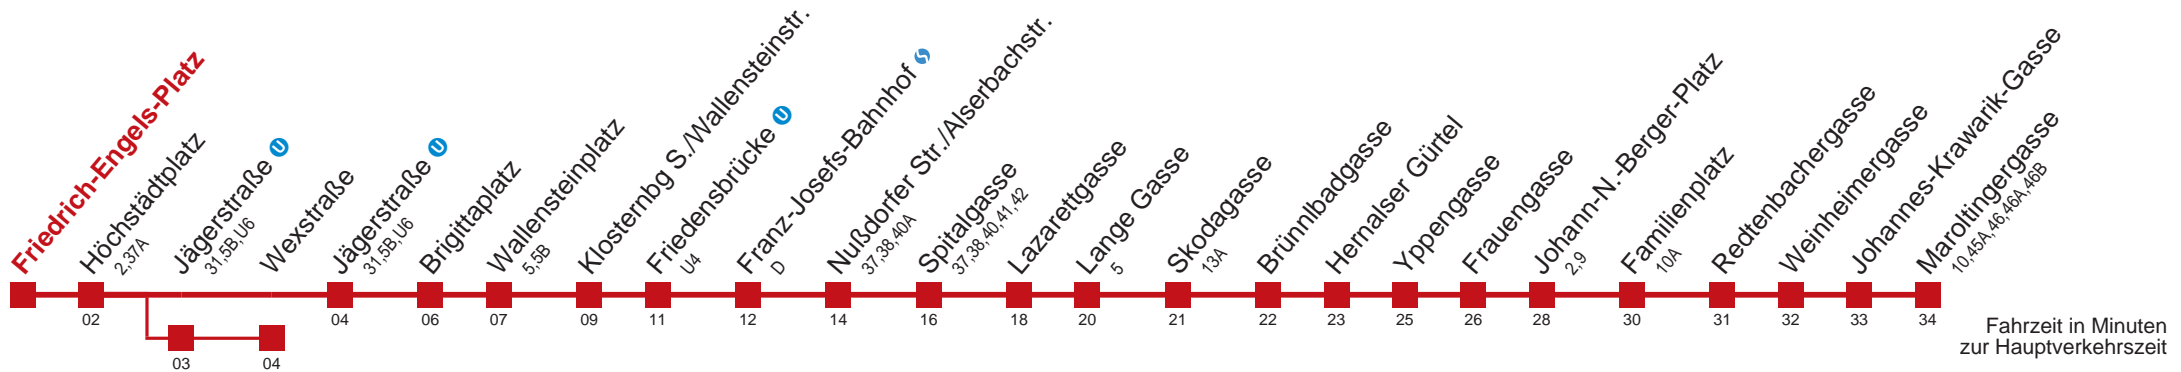 Friedrich-Engels-Platz
Höchstädtplatz
2,37A
02
Jägerstraße U
31,5B,U6
03
Wexstraße
04
Jägerstraße U
31,5B,U6
04
Brigittaplatz
06
Wallensteinplatz
5,5B
07
Klosternbg S./Wallensteinstr.
09
Friedensbrücke U
U4
11
Franz-Josefs-Bahnhof S
D
12
Nußdorfer Str./Alserbachstr.
37,38,40A
14
Spitalgasse
37,38,40,41,42
16
Lazarettgasse
18
Lange Gasse
5
20
Skodagasse
13A
21
Brünnlbadgasse
22
Hernalser Gürtel
23
Yppengasse
25
Frauengasse
26
Johann-N.-Berger-Platz
2,9
28
Familienplatz
10A
30
Redtenbachergasse
31
Weinheimergasse
32
Johannes-Krawarik-Gasse
33
Maroltingergasse
10,45A,46,46A,46B
34
Fahrzeit in Minuten
zur Hauptverkehrszeit